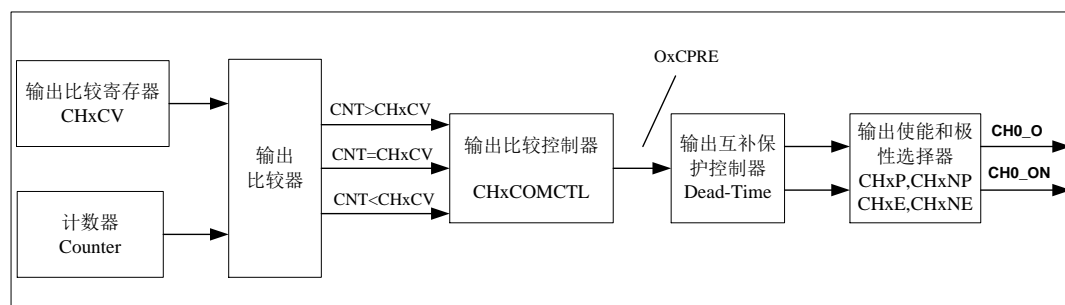 输出比较寄存器
CHxCV
计数器
Counter
输出
比较器
CNT>CHxCV
CNT=CHxCV
CNT<CHxCV
输出比较控制器
CHxCOMCTL
OxCPRE
输出互补保
护控制器
Dead-Time
输出使能和极
性选择器
CHxP,CHxNP
CHxE,CHxNE
CH0_O
CH0_ON